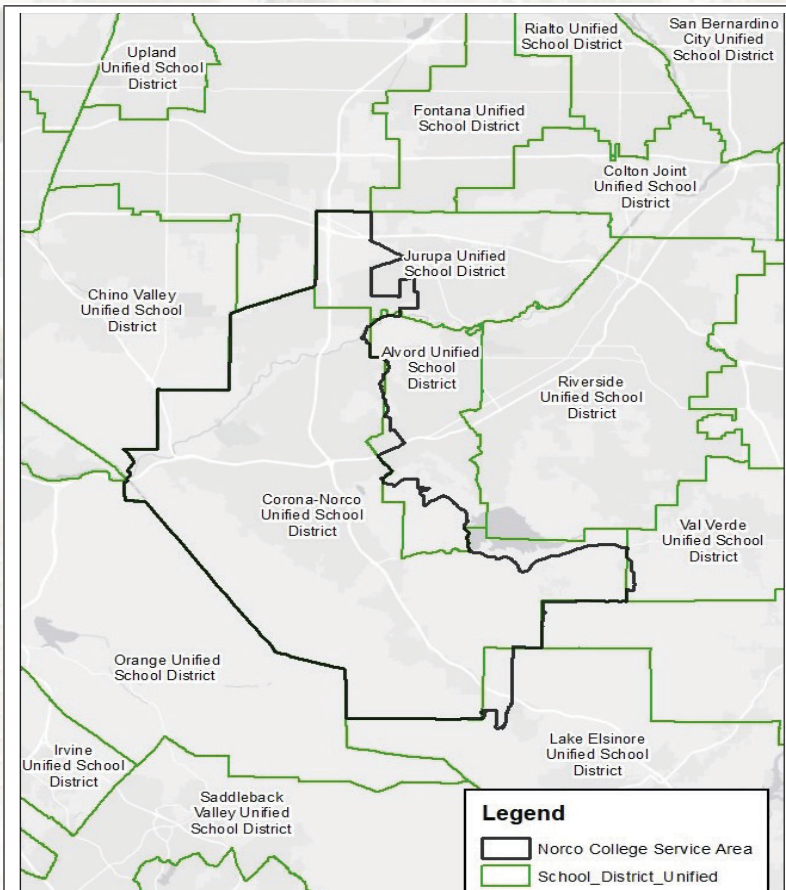 Upland
Unified School
District
Rialto Unified
School District
San Bernardino
City Unified
School District
Fontana Unified
School District
Colton Joint
Unified School
District
Jurupa Unified
School District
Chino Valley
Unified School
District
Alvord Unified
School
District
Riverside
Unified School
District
Corona-Norco
Unified School
District
Val Verde
Unified School
District
Orange Unified
School District
Lake Elsinore
Unified School
District
Irvine
Unified School
District
Saddleback
Valley Unified
School District
Legend
Norco College Service Area
School_District_Unified